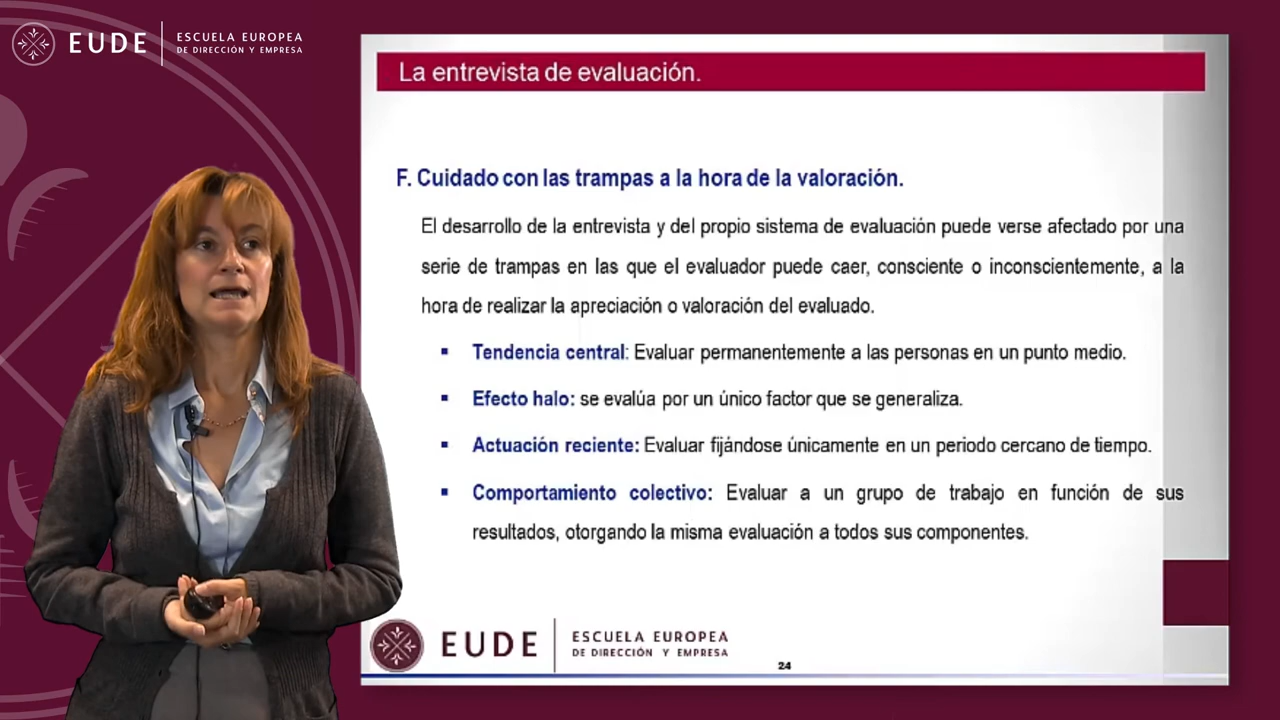 EUDE
ESCUELA EUROPEA
DE DIRECCIÓN Y EMPRESA
La entrevista de evaluación.
F. Cuidado con las trampas a la hora de la valoración.
El desarrollo de la entrevista y del propio sistema de evaluación puede verse afectado por una
serie de trampas en las que el evaluador puede caer, consciente o inconscientemente, a la
hora de realizar la apreciación o valoración del evaluado.
▪ Tendencia central: Evaluar permanentemente a las personas en un punto medio.
▪ Efecto halo: se evalúa por un único factor que se generaliza.
▪ Actuación reciente: Evaluar fijándose únicamente en un periodo cercano de tiempo.
▪ Comportamiento colectivo: Evaluar a un grupo de trabajo en función de sus
resultados, otorgando la misma evaluación a todos sus componentes.
EUDE
ESCUELA EUROPEA
DE DIRECCIÓN Y EMPRESA
24